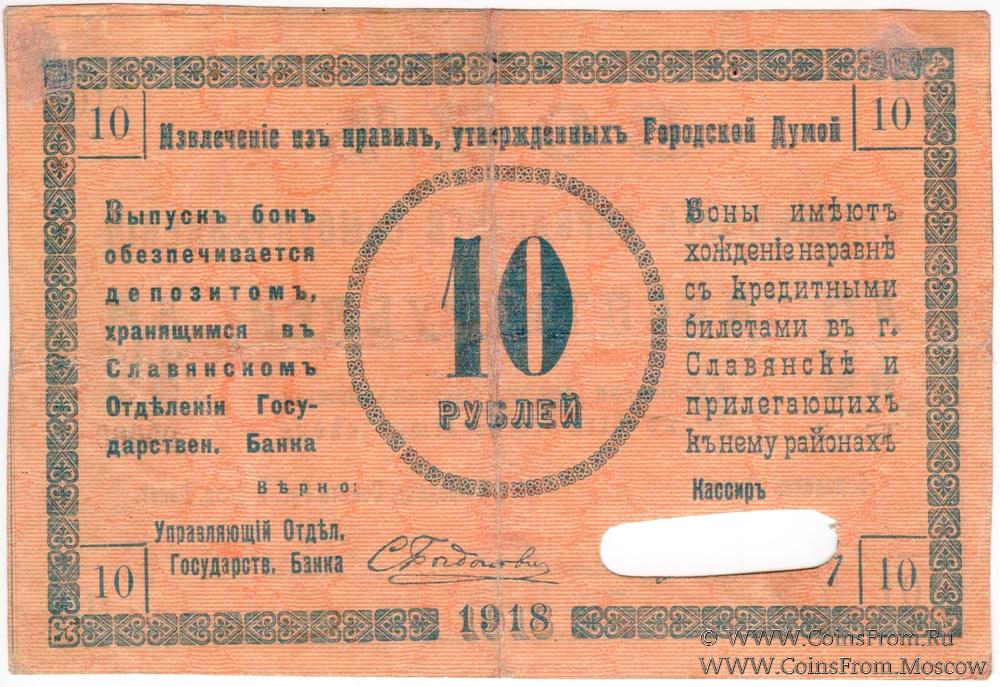 10
10
Извлеченіе изъ правилъ, утвержденныхъ Городской Думой
Выпускъ бонъ
обезпечивается
депозитомъ,
хранящимся въ
Славянскомъ
Отдѣленіи Госу-
дарствен. Банка
10
РУБЛЕЙ
Боны имѣютъ
хожденіе наравнѣ
съ кредитными
билетами въ г.
Славянскѣ и
прилегающихъ
къ нему районахъ
Вѣрно:
Управляющій Отдѣл.
Государств. Банка
Кассиръ
10
10
1918
© WWW.CoinsFrom.Ru
WWW.CoinsFrom.Moscow